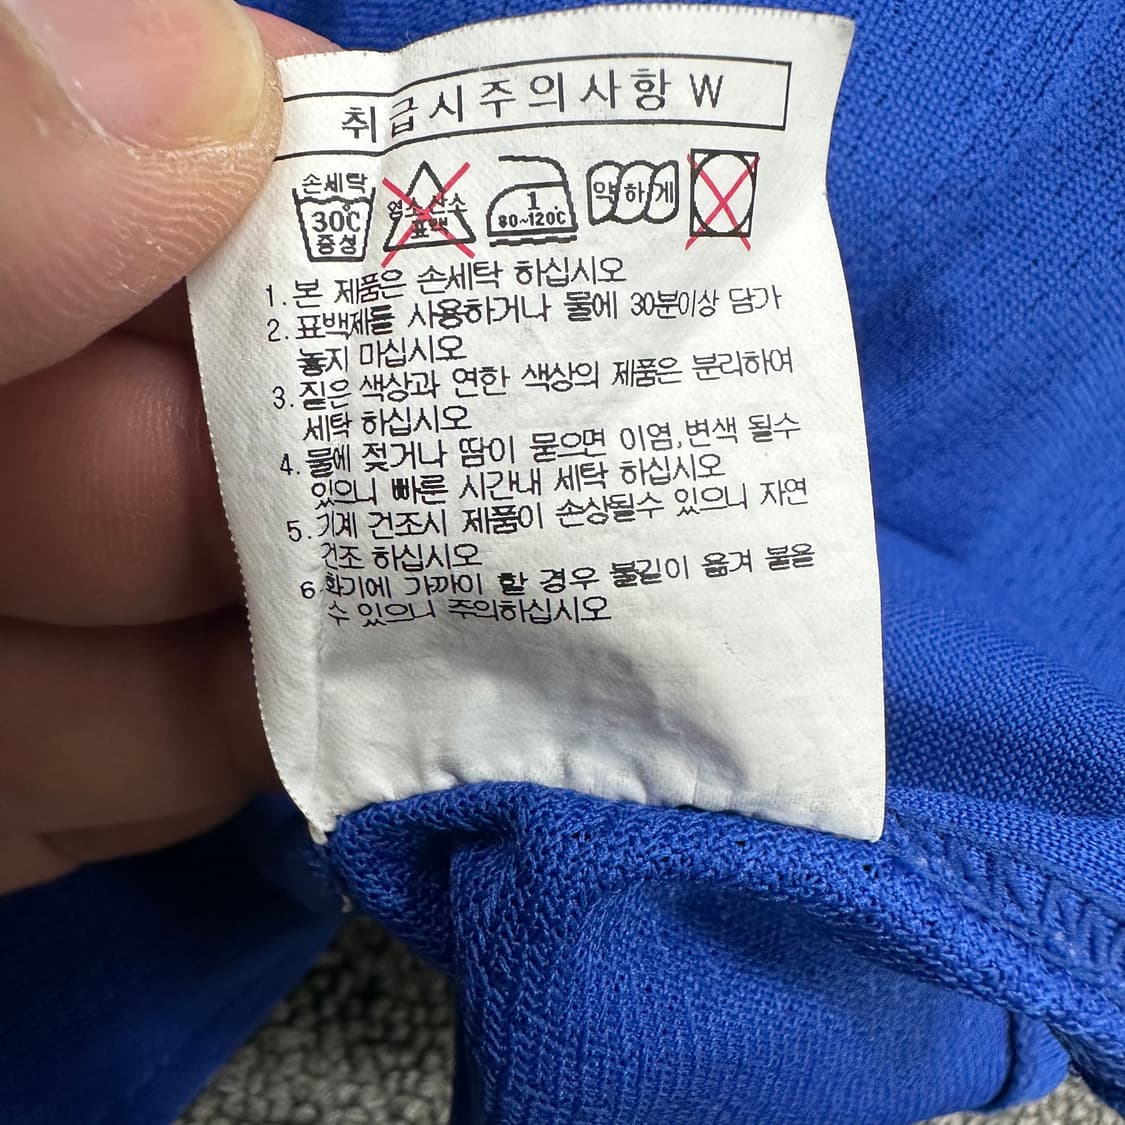 취급시주의사항 W
손세탁
30℃
중성
염소산소
표백
1
80~120℃
약하게
1. 본 제품은 손세탁 하십시오
2. 표백제를 사용하거나 물에 30분이상 담가
놓지 마십시오
3. 짙은 색상과 연한 색상의 제품은 분리하여
세탁 하십시오
4. 물에 젖거나 땀이 묻으면 이염,변색 될수
있으니 빠른 시간내 세탁 하십시오
5. 기계 건조시 제품이 손상될수 있으니 자연
건조 하십시오
6 화기에 가까이 할 경우 불길이 옮겨 붙을
수 있으니 주의하십시오